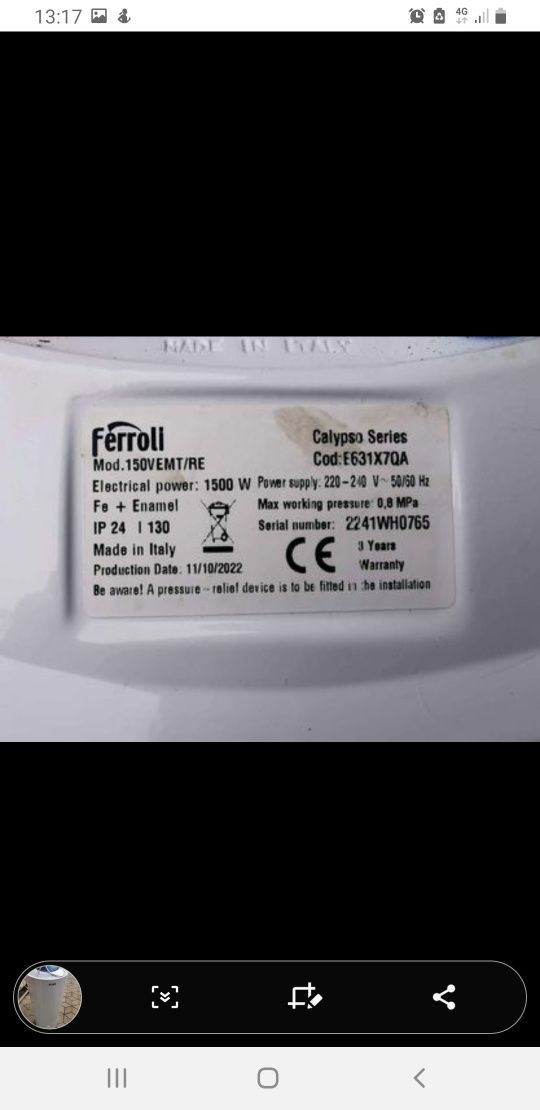 13:17
4G
MADE IN ITALY
Ferroli
Calypso Series
Mod.150VEMT/RE
Cod:E631X7QA
Electrical power: 1500 W Power supply: 220-240 V~ 50/60 Hz
Fe + Enamel
Max working pressure: 0,8 MPa
IP 24 l 130
Serial number: 2241WH0765
Made in Italy
CE
3 Years
Warranty
Production Date: 11/10/2022
Be aware! A pressure-relief device is to be fitted in the installation